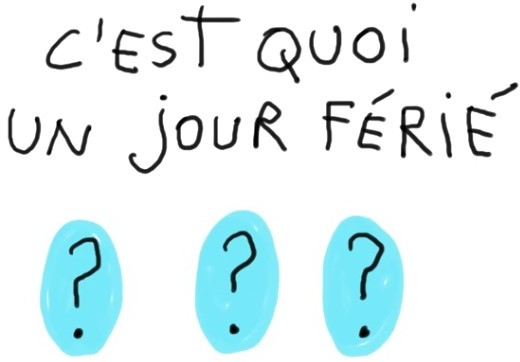 C'EST QUOI
UN JOUR FÉRIÉ
? ? ?